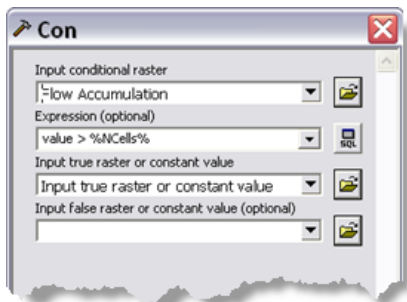 Con
Input conditional raster
Flow Accumulation
Expression (optional)
value > %NCells%
SQL
Input true raster or constant value
Input true raster or constant value
Input false raster or constant value (optional)